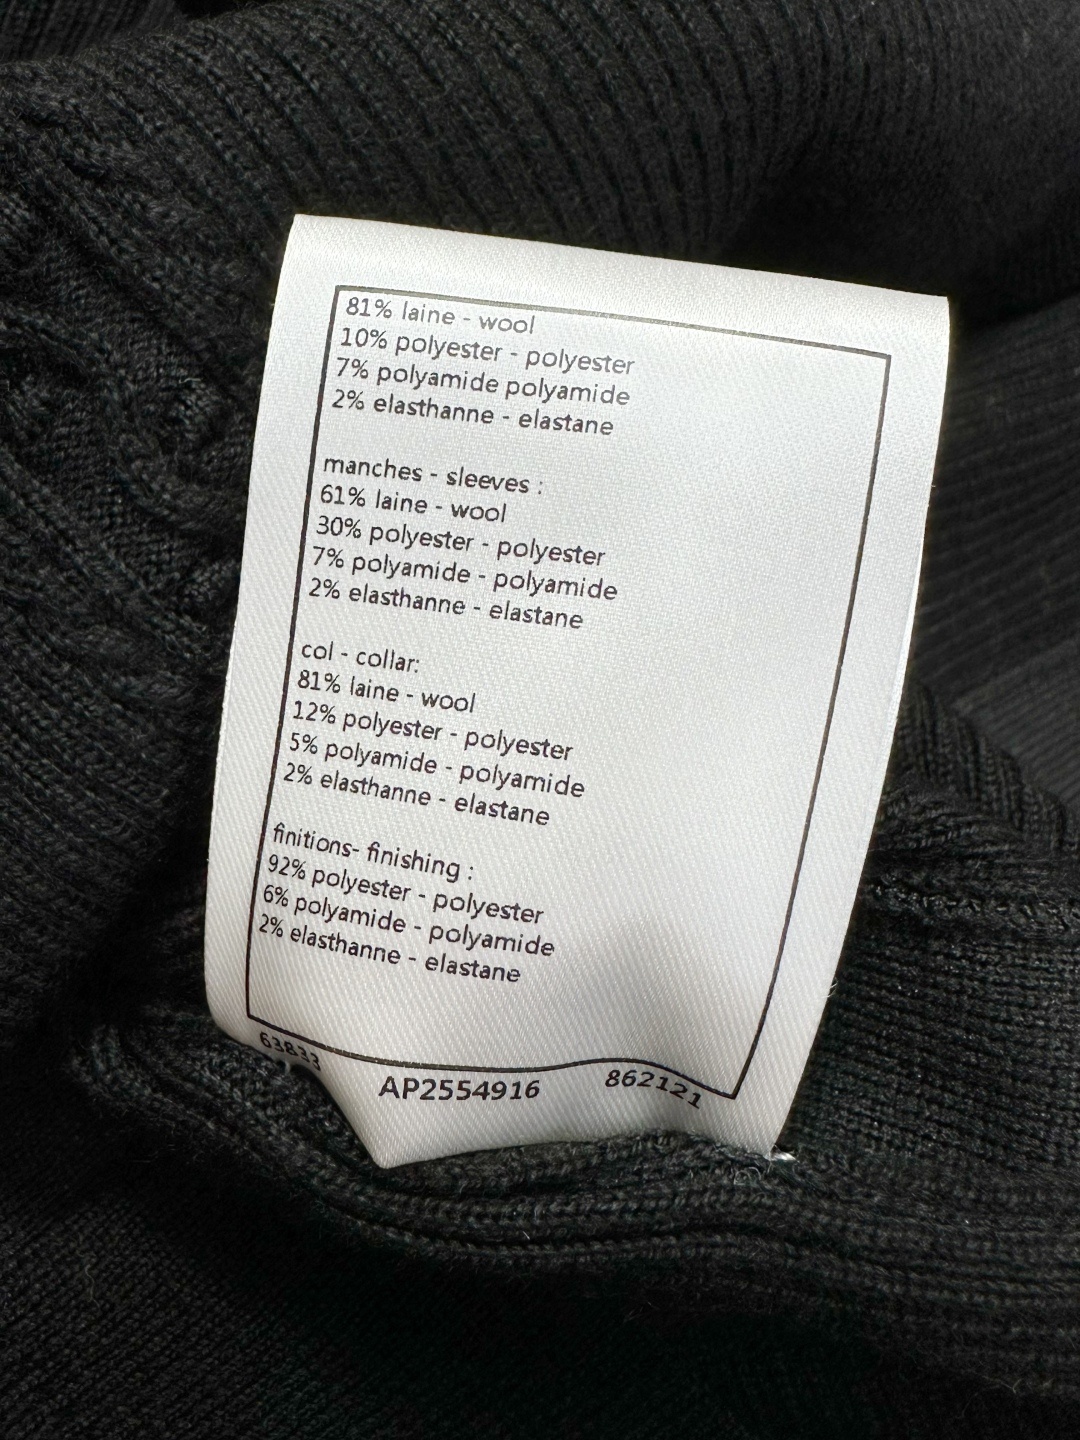 81% laine - wool
10% polyester - polyester
7% polyamide polyamide
2% elasthanne - elastane
manches - sleeves :
61% laine - wool
30% polyester - polyester
7% polyamide - polyamide
2% elasthanne - elastane
col - collar:
81% laine - wool
12% polyester - polyester
5% polyamide - polyamide
2% elasthanne - elastane
finitions- finishing :
92% polyester - polyester
6% polyamide - polyamide
2% elasthanne - elastane
63833 AP2554916 862121